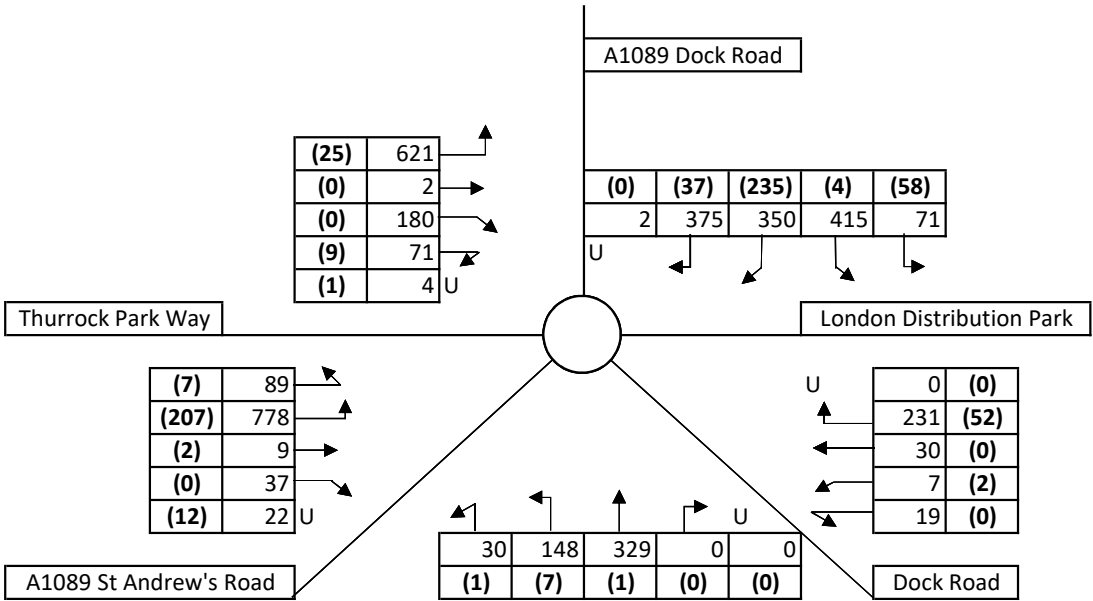 A1089 Dock Road
(25) 621
(0) 2
(0) 180
(9) 71
(1) 4 U
(0) (37) (235) (4) (58)
2 375 350 415 71
U
Thurrock Park Way
London Distribution Park
(7) 89
(207) 778
(2) 9
(0) 37
(12) 22 U
U 0 (0)
231 (52)
30 (0)
7 (2)
19 (0)
U
30 148 329 0 0
(1) (7) (1) (0) (0)
A1089 St Andrew's Road
Dock Road